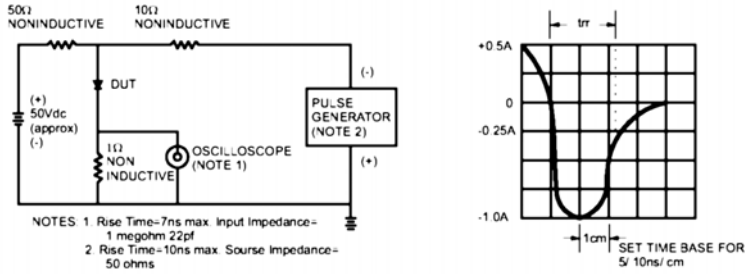 50Ω
NONINDUCTIVE
10Ω
NONINDUCTIVE
DUT
(+)
50Vdc
(approx)
(-)
1Ω
NON
INDUCTIVE
OSCILLOSCOPE
(NOTE 1)
(-)
PULSE
GENERATOR
(NOTE 2)
(+)
NOTES: 1. Rise Time=7ns max. Input Impedance=
1 megohm 22pf
2. Rise Time=10ns max. Sourse Impedance=
50 ohms
trr
+0.5A
0
-0.25A
-1.0A
1cm
SET TIME BASE FOR
5/ 10ns/ cm